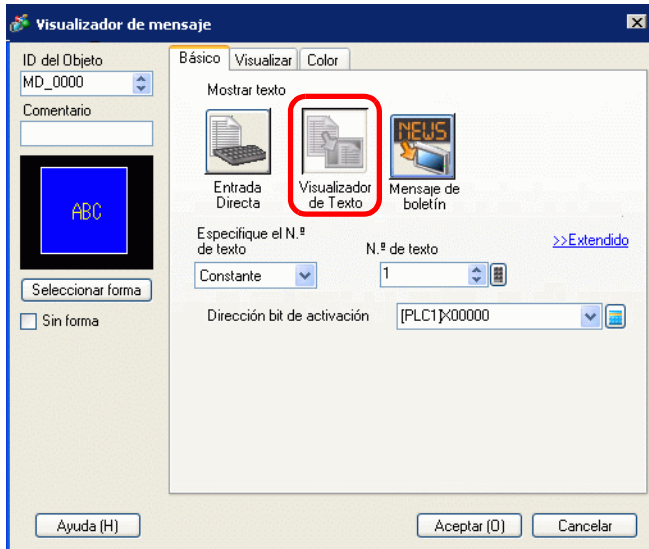 Visualizador de mensaje
ID del Objeto
MD_0000
Comentario
ABC
Seleccionar forma
Sin forma
Básico Visualizar Color
Mostrar texto
Entrada Directa
Visualizador de Texto
NEWS
Mensaje de boletín
Especifique el N.º de texto
Constante
N.º de texto
1
>>Extendido
Dirección bit de activación
[PLC1]X00000
Ayuda (H)
Aceptar (O)
Cancelar